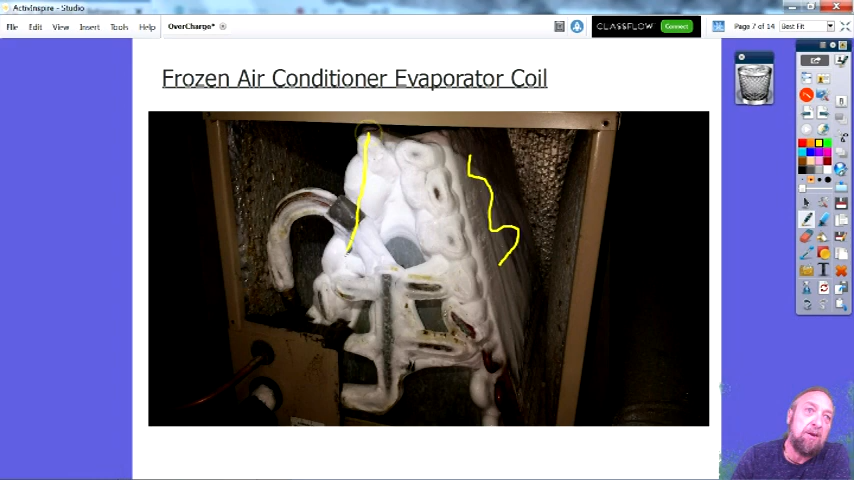 ActivInspire - Studio
File Edit View Insert Tools Help OverCharge* CLASSFLOW Connect Page 7 of 14 Best Fit
Frozen Air Conditioner Evaporator Coil